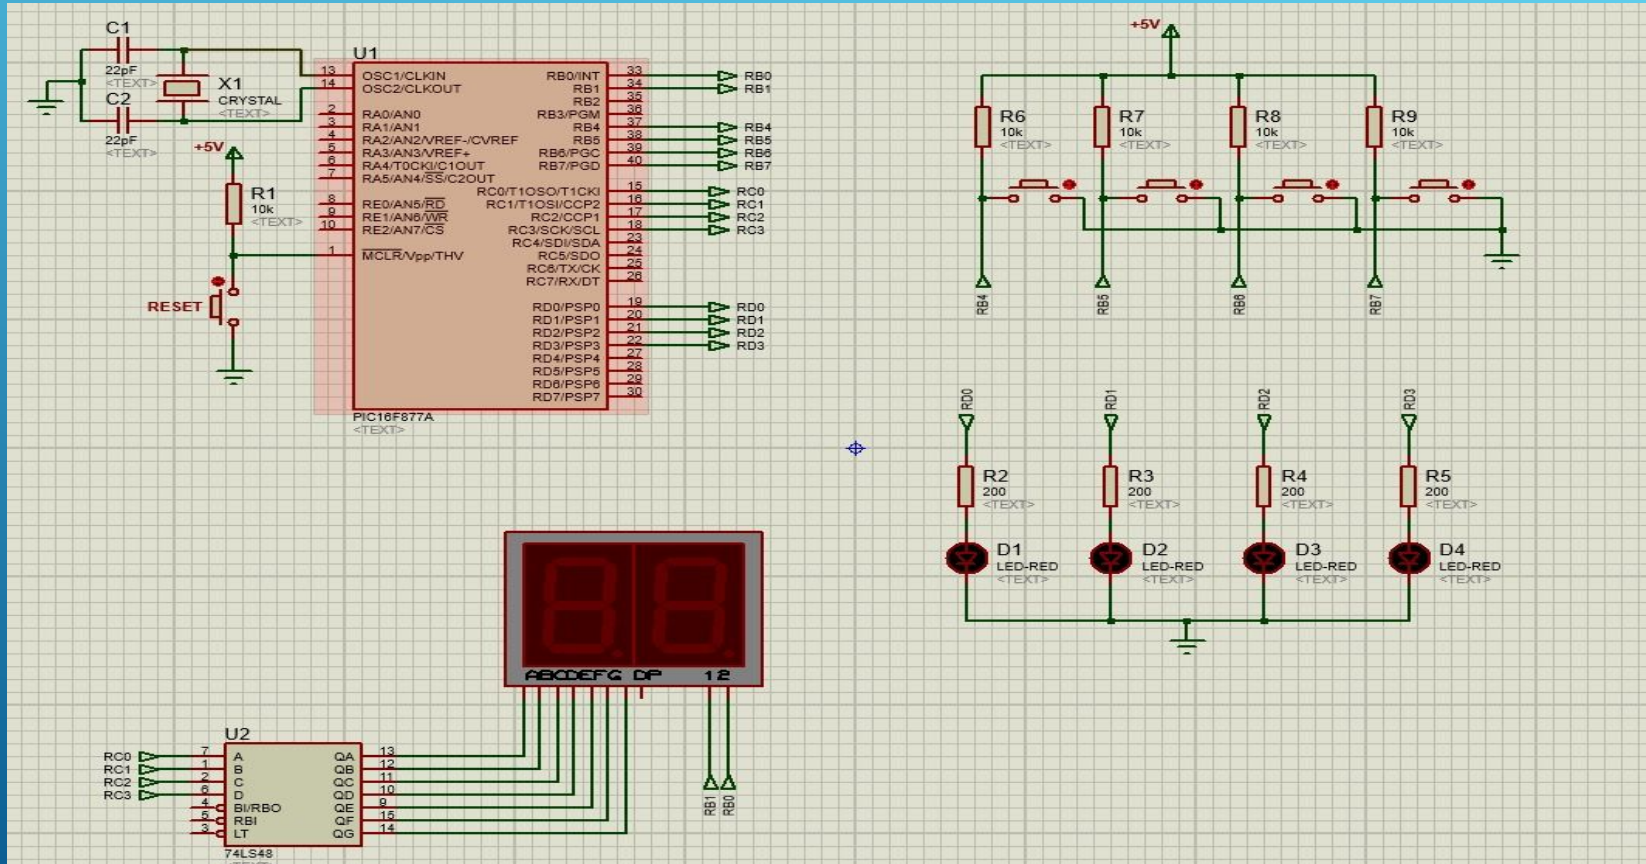 C1
22pF
<TEXT>
C2
22pF
<TEXT>
X1
CRYSTAL
<TEXT>
+5V
R1
10k
<TEXT>
RESET
U1
13 OSC1/CLKIN
14 OSC2/CLKOUT
2 RA0/AN0
3 RA1/AN1
4 RA2/AN2/VREF-/CVREF
5 RA3/AN3/VREF+
6 RA4/T0CKI/C1OUT
7 RA5/AN4/SS/C2OUT
8 RE0/AN5/RD
9 RE1/AN6/WR
10 RE2/AN7/CS
1 MCLR/Vpp/THV
RB0/INT 33 RB0
RB1 34 RB1
RB2 35
RB3/PGM 36
RB4 37 RB4
RB5 38 RB5
RB6/PGC 39 RB6
RB7/PGD 40 RB7
RC0/T1OSO/T1CKI 15 RC0
RC1/T1OSI/CCP2 16 RC1
RC2/CCP1 17 RC2
RC3/SCK/SCL 18 RC3
RC4/SDI/SDA 23
RC5/SDO 24
RC6/TX/CK 25
RC7/RX/DT 26
RD0/PSP0 19 RD0
RD1/PSP1 20 RD1
RD2/PSP2 21 RD2
RD3/PSP3 22 RD3
RD4/PSP4 27
RD5/PSP5 28
RD6/PSP6 29
RD7/PSP7 30
PIC16F877A
<TEXT>
+5V
R6
10k
<TEXT>
R7
10k
<TEXT>
R8
10k
<TEXT>
R9
10k
<TEXT>
RB4
RB5
RB6
RB7
RD0
RD1
RD2
RD3
R2
200
<TEXT>
R3
200
<TEXT>
R4
200
<TEXT>
R5
200
<TEXT>
D1
LED-RED
<TEXT>
D2
LED-RED
<TEXT>
D3
LED-RED
<TEXT>
D4
LED-RED
<TEXT>
ABCDEFG DP 12
RB1
RB0
U2
RC0 7 A QA 13
RC1 1 B QB 12
RC2 2 C QC 11
RC3 6 D QD 10
4 BI/RBO QE 9
5 RBI QF 15
3 LT QG 14
74LS48